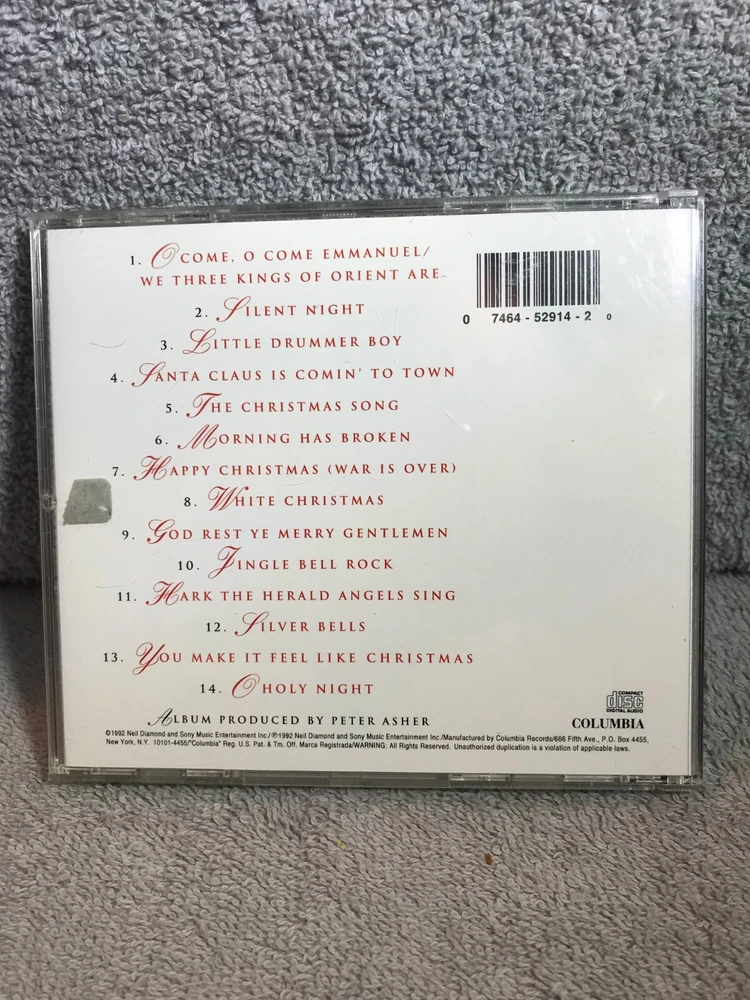 1. O COME, O COME EMMANUEL/
WE THREE KINGS OF ORIENT ARE
2. SILENT NIGHT
3. LITTLE DRUMMER BOY
4. SANTA CLAUS IS COMIN' TO TOWN
5. THE CHRISTMAS SONG
6. MORNING HAS BROKEN
7. HAPPY CHRISTMAS (WAR IS OVER)
8. WHITE CHRISTMAS
9. GOD REST YE MERRY GENTLEMEN
10. JINGLE BELL ROCK
11. HARK THE HERALD ANGELS SING
12. SILVER BELLS
13. YOU MAKE IT FEEL LIKE CHRISTMAS
14. O HOLY NIGHT
ALBUM PRODUCED BY PETER ASHER
0 7464-52914-2 0
COMPACT
disc
DIGITAL AUDIO
COLUMBIA
©1992 Neil Diamond and Sony Music Entertainment Inc./℗1992 Neil Diamond and Sony Music Entertainment Inc./Manufactured by Columbia Records/666 Fifth Ave., P.O. Box 4455,
New York, N.Y. 10101-4455/"Columbia" Reg. U.S. Pat. & Tm. Off. Marca Registrada/WARNING: All Rights Reserved. Unauthorized duplication is a violation of applicable laws.